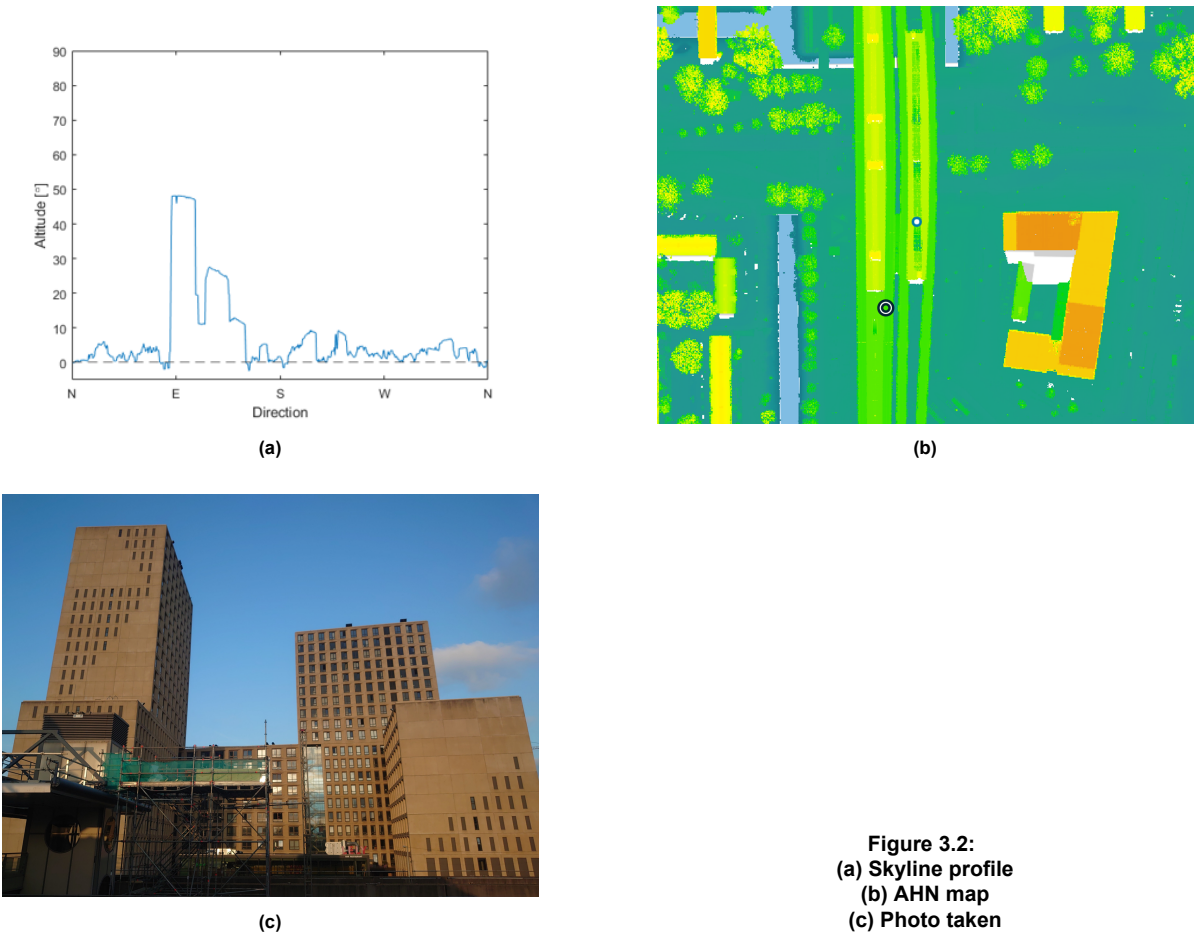 90
80
70
60
50
40
30
20
10
0
Altitude [°]
N E S W N
Direction
(a)
(b)
(c)
Figure 3.2:
(a) Skyline profile
(b) AHN map
(c) Photo taken